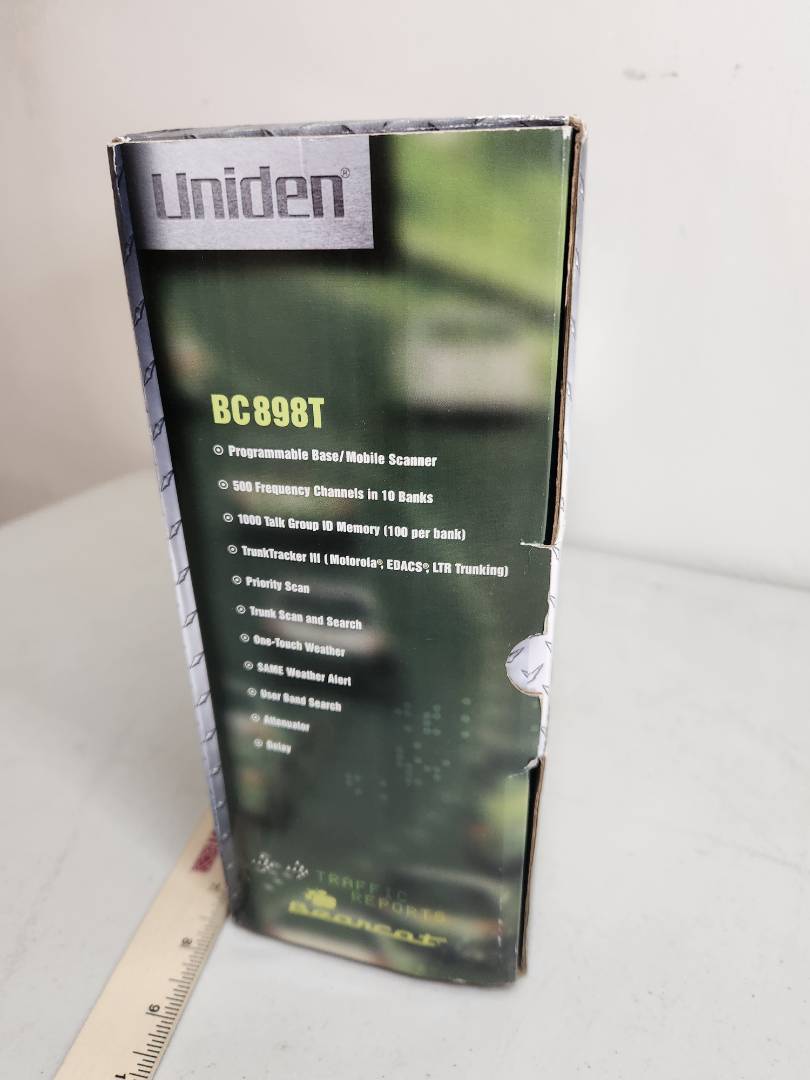 Uniden®
BC898T
Programmable Base/Mobile Scanner
500 Frequency Channels in 10 Banks
1000 Talk Group ID Memory (100 per bank)
TrunkTracker III (Motorola®, EDACS®, LTR Trunking)
Priority Scan
Trunk Scan and Search
One-Touch Weather
SAME Weather Alert
User Band Search
Attenuator
Delay
TRAFFIC
REPORTS
Bearcat